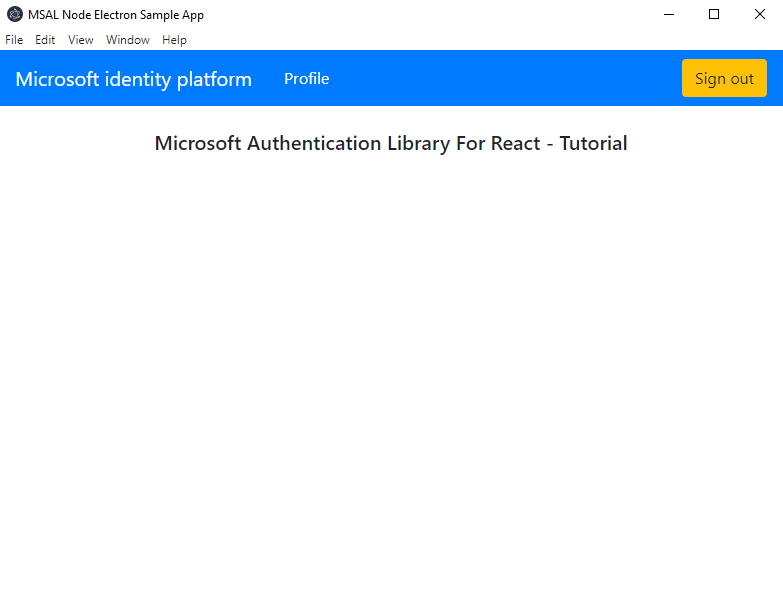 MSAL Node Electron Sample App
File Edit View Window Help
Microsoft identity platform Profile Sign out
Microsoft Authentication Library For React - Tutorial